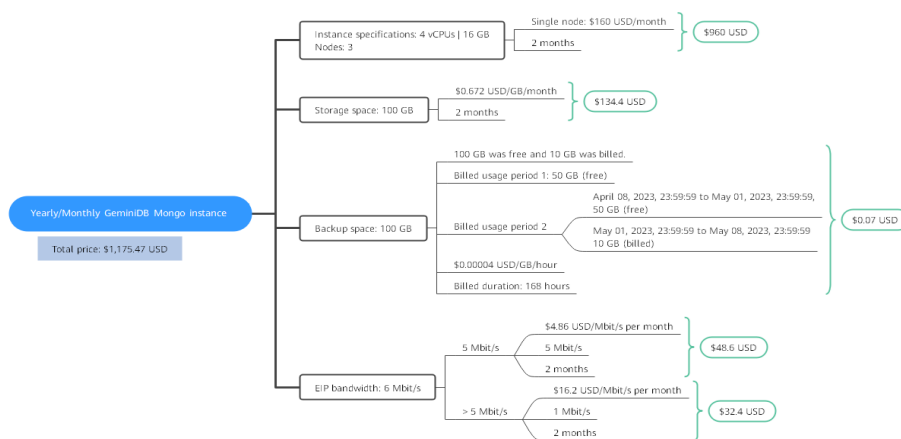 Yearly/Monthly GeminiDB Mongo instance
Total price: $1,175.47 USD
Instance specifications: 4 vCPUs | 16 GB
Nodes: 3
Single node: $160 USD/month
2 months
$960 USD
Storage space: 100 GB
$0.672 USD/GB/month
2 months
$134.4 USD
Backup space: 100 GB
100 GB was free and 10 GB was billed.
Billed usage period 1: 50 GB (free)
Billed usage period 2
April 08, 2023, 23:59:59 to May 01, 2023, 23:59:59,
50 GB (free)
May 01, 2023, 23:59:59 to May 08, 2023, 23:59:59
10 GB (billed)
$0.00004 USD/GB/hour
Billed duration: 168 hours
$0.07 USD
EIP bandwidth: 6 Mbit/s
5 Mbit/s
$4.86 USD/Mbit/s per month
5 Mbit/s
2 months
$48.6 USD
> 5 Mbit/s
$16.2 USD/Mbit/s per month
1 Mbit/s
2 months
$32.4 USD